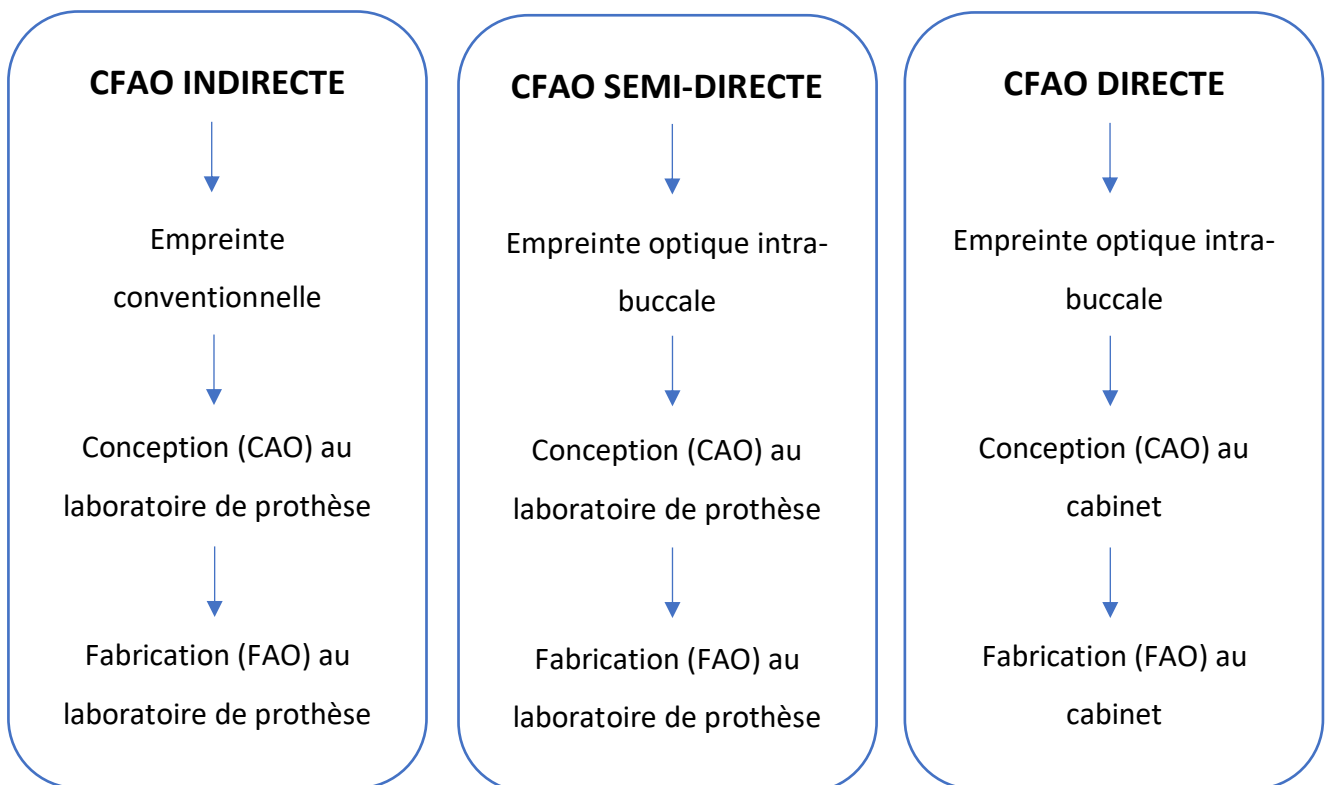 CFAO INDIRECTE
Empreinte
conventionnelle
Conception (CAO) au
laboratoire de prothèse
Fabrication (FAO) au
laboratoire de prothèse
CFAO SEMI-DIRECTE
Empreinte optique intra-
buccale
Conception (CAO) au
laboratoire de prothèse
Fabrication (FAO) au
laboratoire de prothèse
CFAO DIRECTE
Empreinte optique intra-
buccale
Conception (CAO) au
cabinet
Fabrication (FAO) au
cabinet